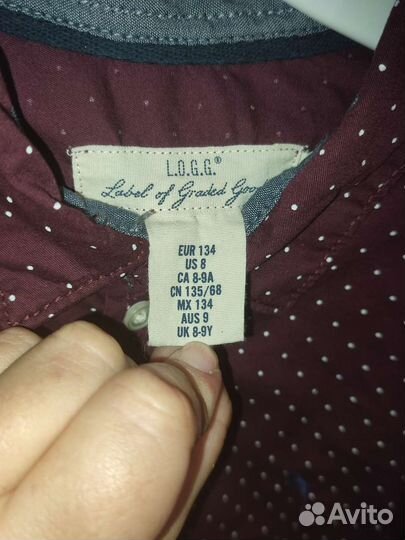 L.O.G.G.®
Label of Graded Goo
EUR 134
US 8
CA 8-9A
CN 135/68
MX 134
AUS 9
UK 8-9Y
Avito